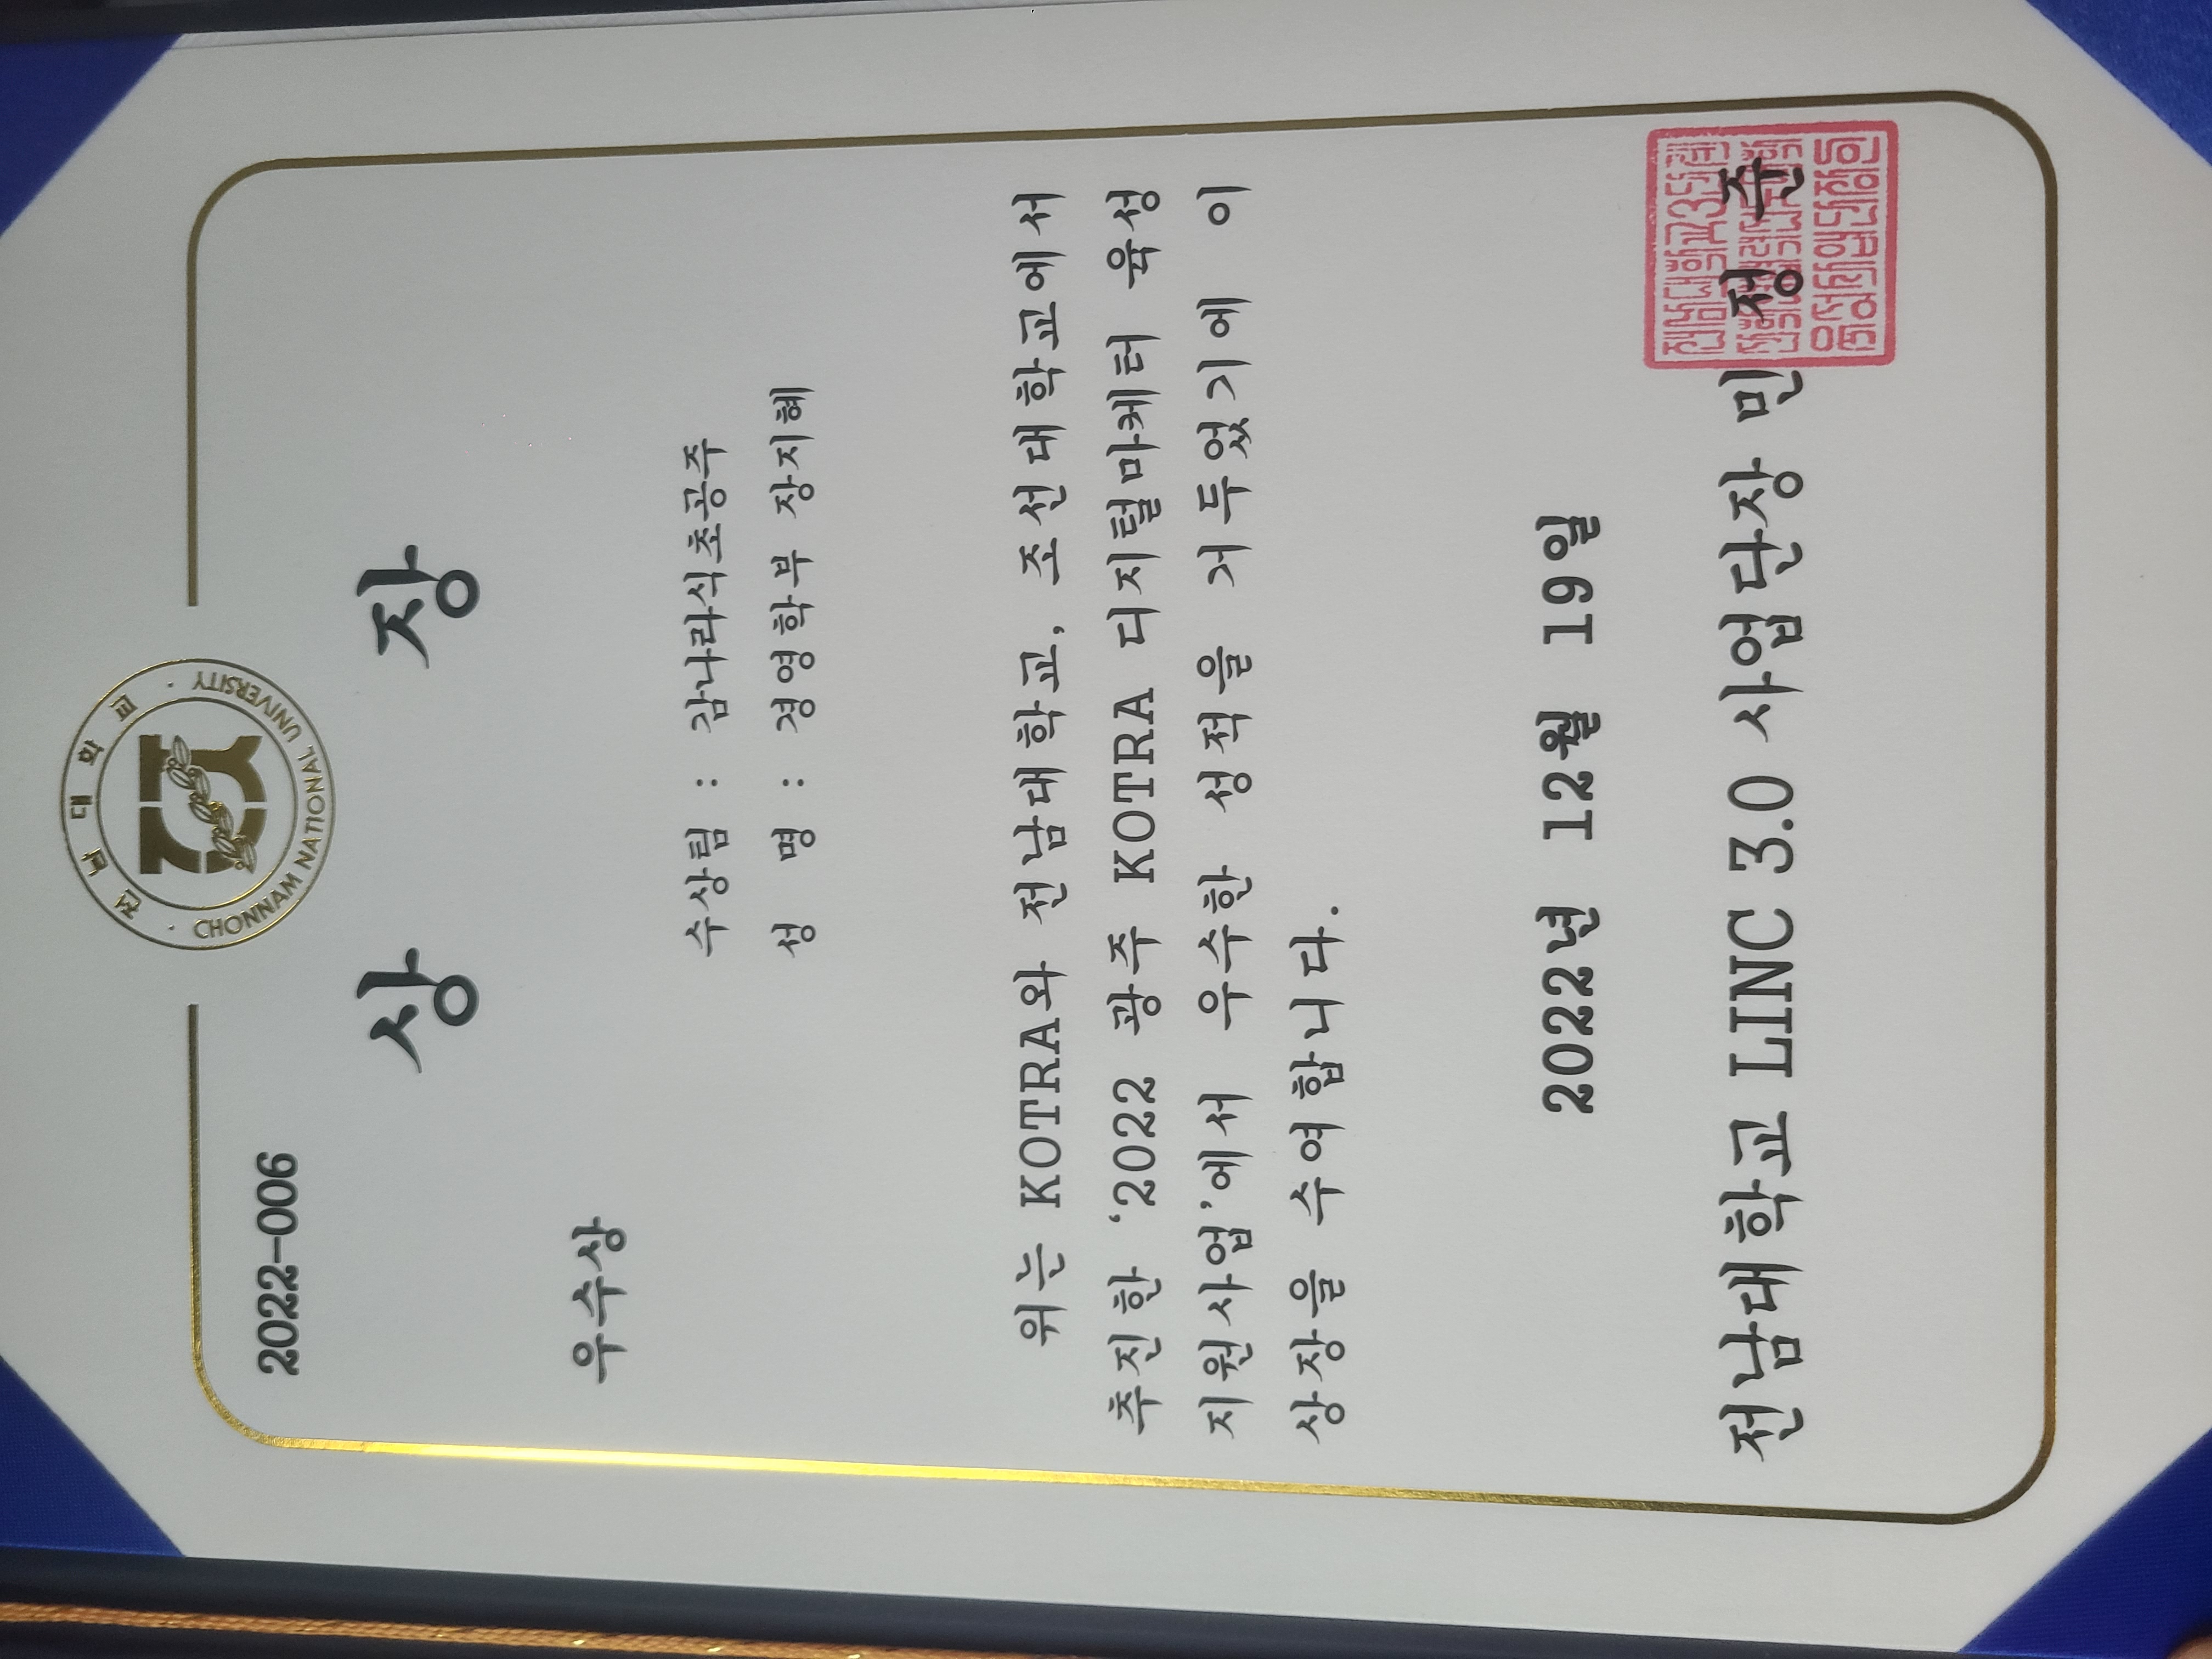 전남대학교
CHONNAM NATIONAL UNIVERSITY
2022-006
상 장
우수상
수상팀 : 감나라식초공주
성 명 : 경영학부 장지혜
위는 KOTRA와 전남대학교, 조선대학교에서
추진한 ‘2022 광주 KOTRA 디지털마케터 육성
지원사업’에서 우수한 성적을 거두었기에 이
상장을 수여합니다.
2022년 12월 19일
전남대학교 LINC 3.0 사업단장 민 정 준